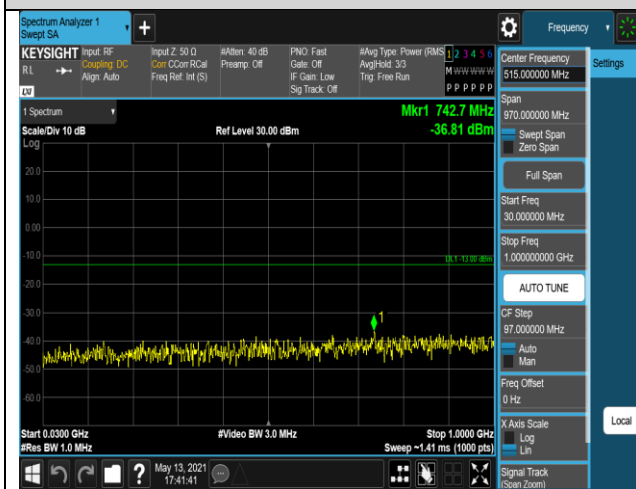 Spectrum Analyzer 1
Swept SA
Frequency
KEYSIGHT
RL
Input: RF
Coupling: DC
Align: Auto
Input Z: 50 Ω
Corr CCorr RCal
Freq Ref: Int (S)
#Atten: 40 dB
Preamp: Off
PNO: Fast
Gate: Off
IF Gain: Low
Sig Track: Off
#Avg Type: Power (RMS
Avg|Hold: 3/3
Trig: Free Run
1 2 3 4 5 6
M W W W W W
P P P P P P
LXI
1 Spectrum
Scale/Div 10 dB
Log
Ref Level 30.00 dBm
Mkr1 742.7 MHz
-36.81 dBm
20.0
10.0
0.00
-10.0
DL1 -13.00 dBm
-20.0
-30.0
1
-40.0
-50.0
-60.0
Start 0.0300 GHz
#Res BW 1.0 MHz
#Video BW 3.0 MHz
Stop 1.0000 GHz
Sweep ~1.41 ms (1000 pts)
May 13, 2021
17:41:41
Center Frequency
515.000000 MHz
Settings
Span
970.000000 MHz
Swept Span
Zero Span
Full Span
Start Freq
30.000000 MHz
Stop Freq
1.000000000 GHz
AUTO TUNE
CF Step
97.000000 MHz
Auto
Man
Freq Offset
0 Hz
X Axis Scale
Log
Lin
Local
Signal Track
(Span Zoom)